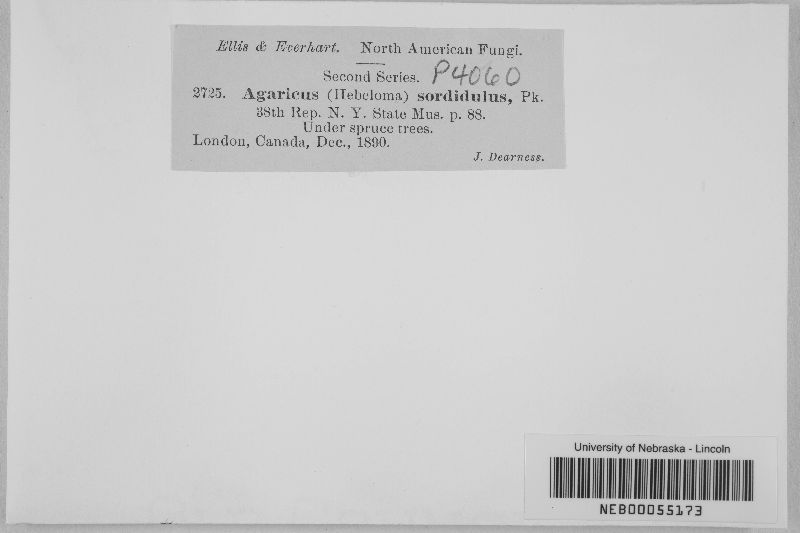 Ellis & Everhart. North American Fungi.
Second Series. P4060
2725. Agaricus (Hebeloma) sordidulus, Pk.
38th Rep. N. Y. State Mus. p. 88.
Under spruce trees.
London, Canada, Dec., 1890.
J. Dearness.
University of Nebraska - Lincoln
NEB00055173